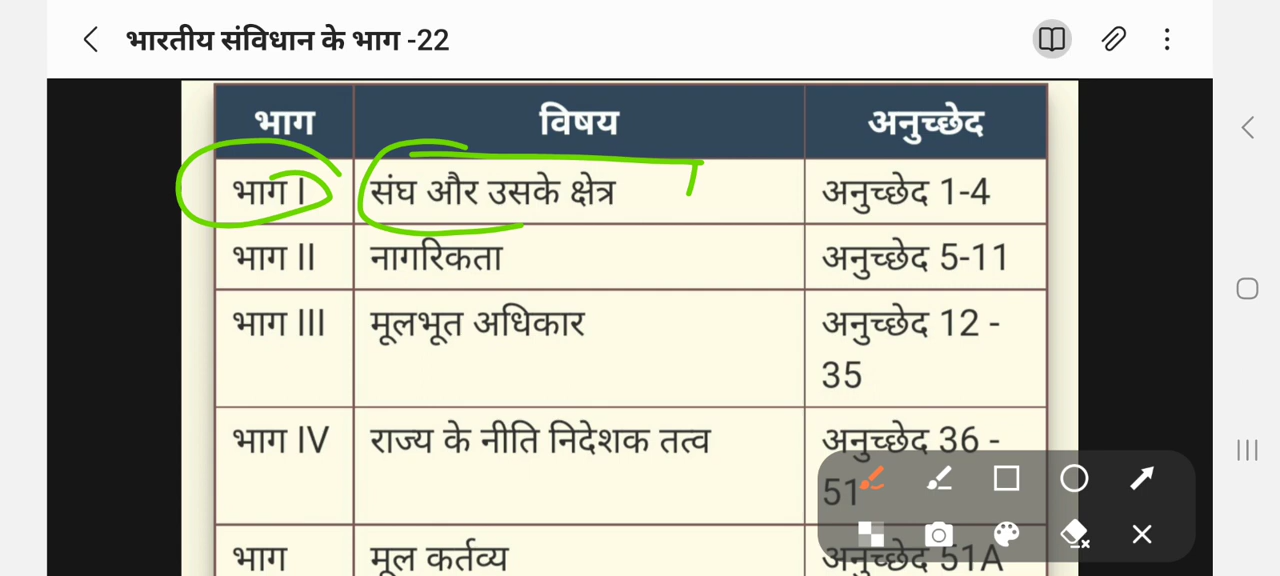 भारतीय संविधान के भाग -22
भाग विषय अनुच्छेद
भाग I संघ और उसके क्षेत्र अनुच्छेद 1-4
भाग II नागरिकता अनुच्छेद 5-11
भाग III मूलभूत अधिकार अनुच्छेद 12 -
35
भाग IV राज्य के नीति निदेशक तत्व अनुच्छेद 36 -
51
भाग मूल कर्तव्य अनुच्छेद 51A